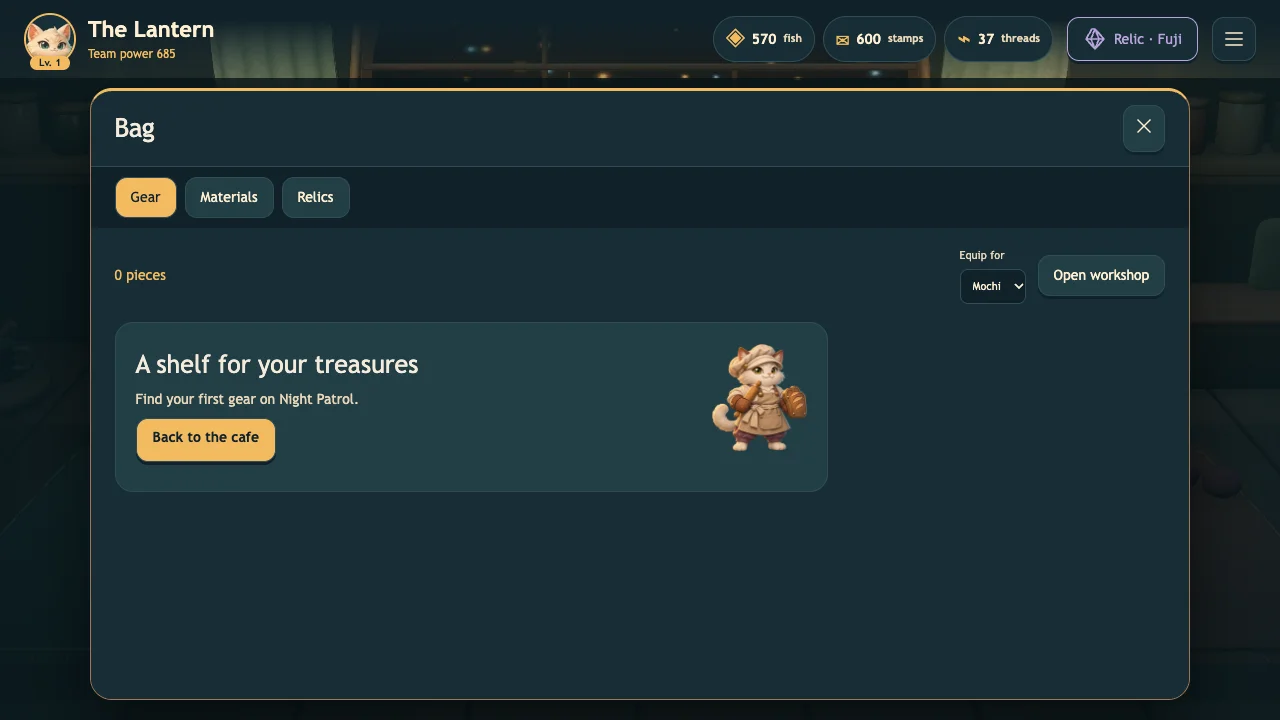 The Lantern
Team power 685
Lv. 1
570 fish
600 stamps
37 threads
Relic · Fuji
Bag
Gear
Materials
Relics
0 pieces
Equip for
Mochi
Open workshop
A shelf for your treasures
Find your first gear on Night Patrol.
Back to the cafe